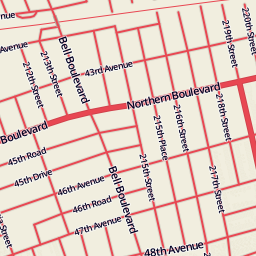 nue
Avenue
43rd Avenue
212th Street
213th Street
Bell Boulevard
219th Street
220th Street
Northern Boulevard
Boulevard
215th Place
216th Street
218th Street
45th Road
45th Drive
46th Avenue
46th Road
47th Avenue
48th Avenue
Bell Boulevard
215th Street
217th Street
Street